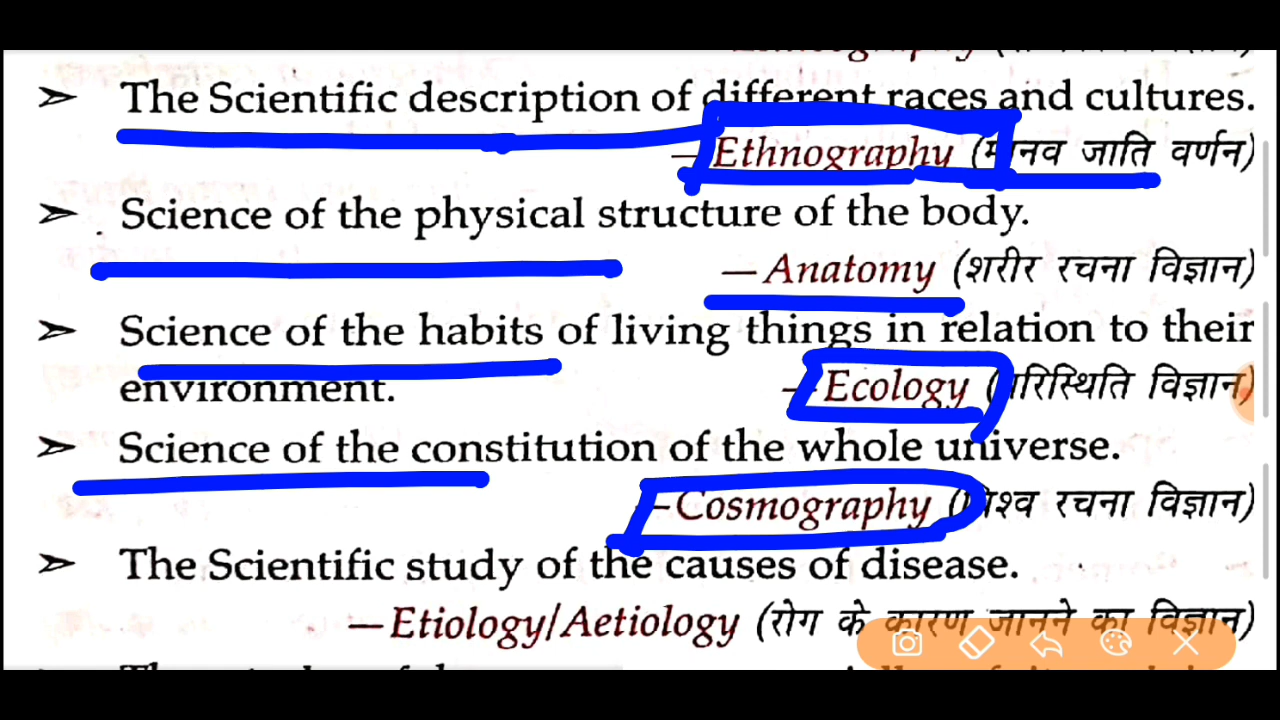 ➢ The Scientific description of different races and cultures.
— Ethnography (मानव जाति वर्णन)
➢ Science of the physical structure of the body.
— Anatomy (शरीर रचना विज्ञान)
➢ Science of the habits of living things in relation to their
environment. — Ecology (परिस्थिति विज्ञान)
➢ Science of the constitution of the whole universe.
— Cosmography (विश्व रचना विज्ञान)
➢ The Scientific study of the causes of disease.
— Etiology/Aetiology (रोग के कारण जानने का विज्ञान)